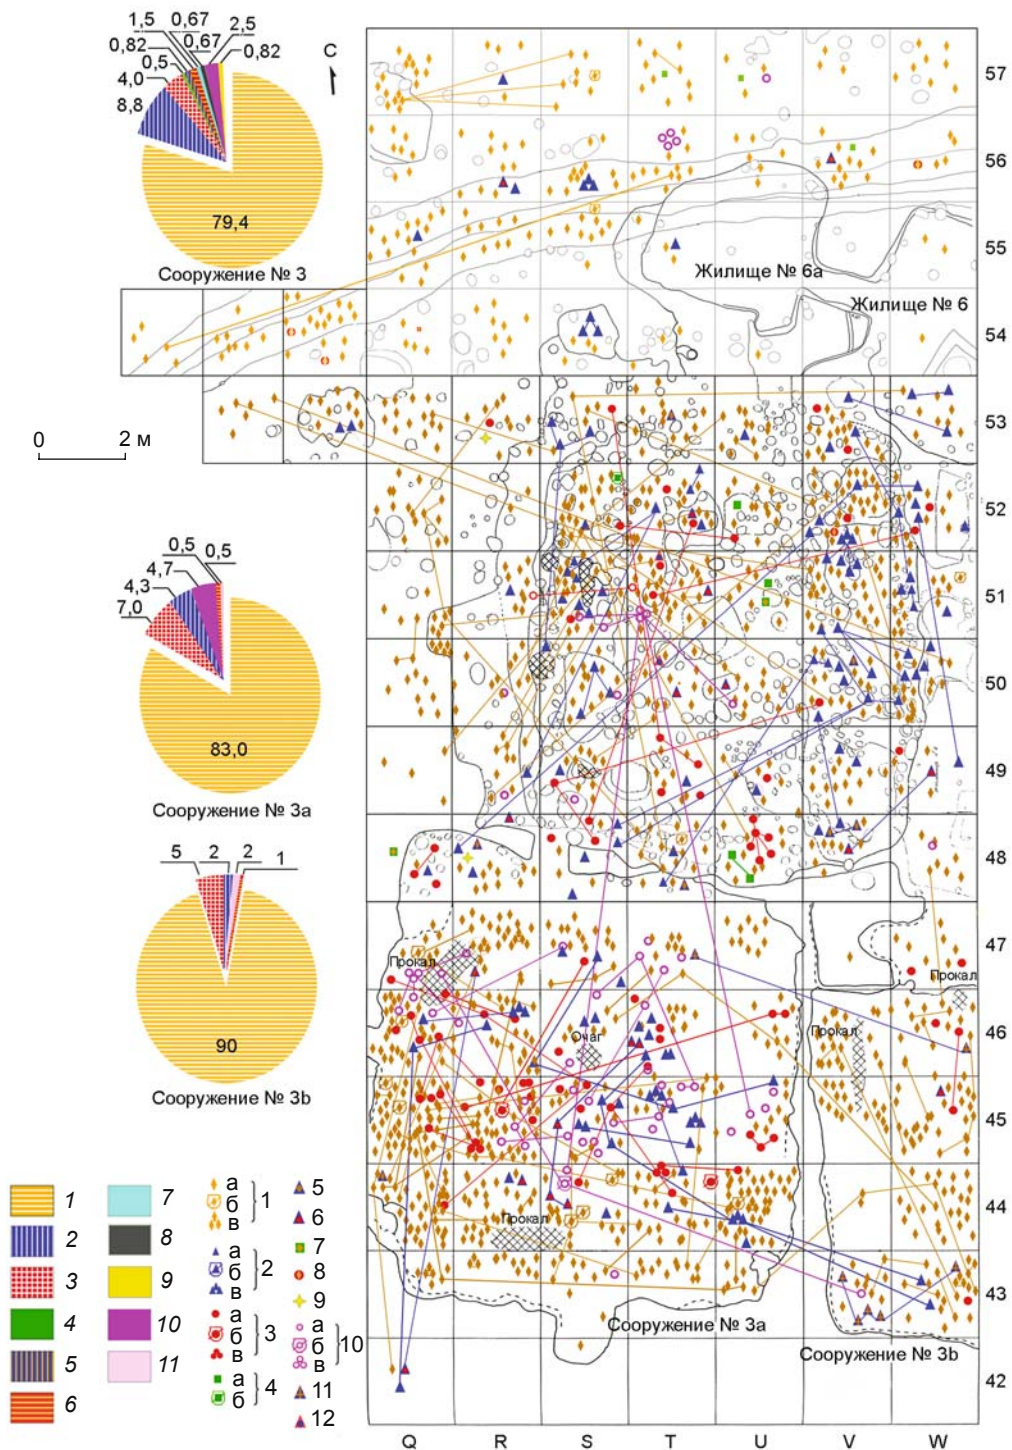 1,5 0,67 2,5
0,82 0,67 0,82
0,5
4,0
8,8
79,4
Сооружение № 3
С
0 2 м
0,5 0,5
4,7
4,3
7,0
83,0
Сооружение № 3а
5 2 2 1
90
Сооружение № 3b
57
56
55
Жилище № 6а
Жилище № 6
54
53
52
51
50
49
48
47
Прокал
Прокал
46
Прокал
Очаг
45
44
Прокал
43
Сооружение № 3а
Сооружение № 3b
42
Q R S T U V W
1 7 а б в 1 5
2 8 6
3 9 а б в 2 7
4 10 8
5 11 а б в 3 9
6 а б в 10
а б 4 11
12